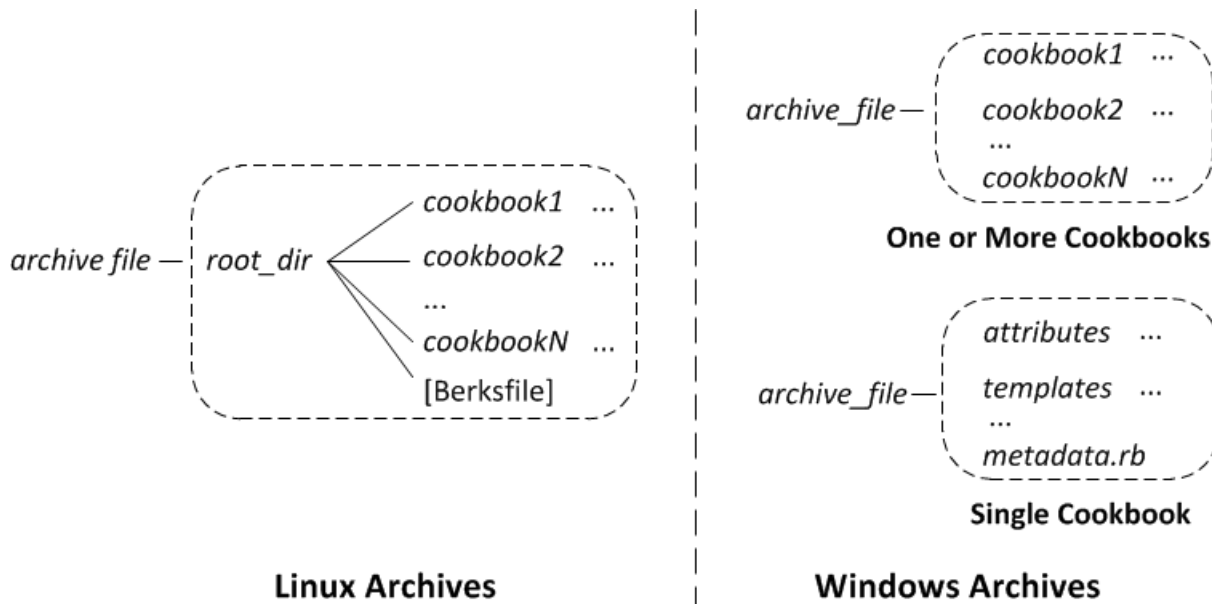 archive file
root_dir
cookbook1 ...
cookbook2 ...
...
cookbookN ...
[Berksfile]
Linux Archives
archive_file
cookbook1 ...
cookbook2 ...
...
cookbookN ...
One or More Cookbooks
archive_file
attributes ...
templates ...
...
metadada.rb
Single Cookbook
Windows Archives